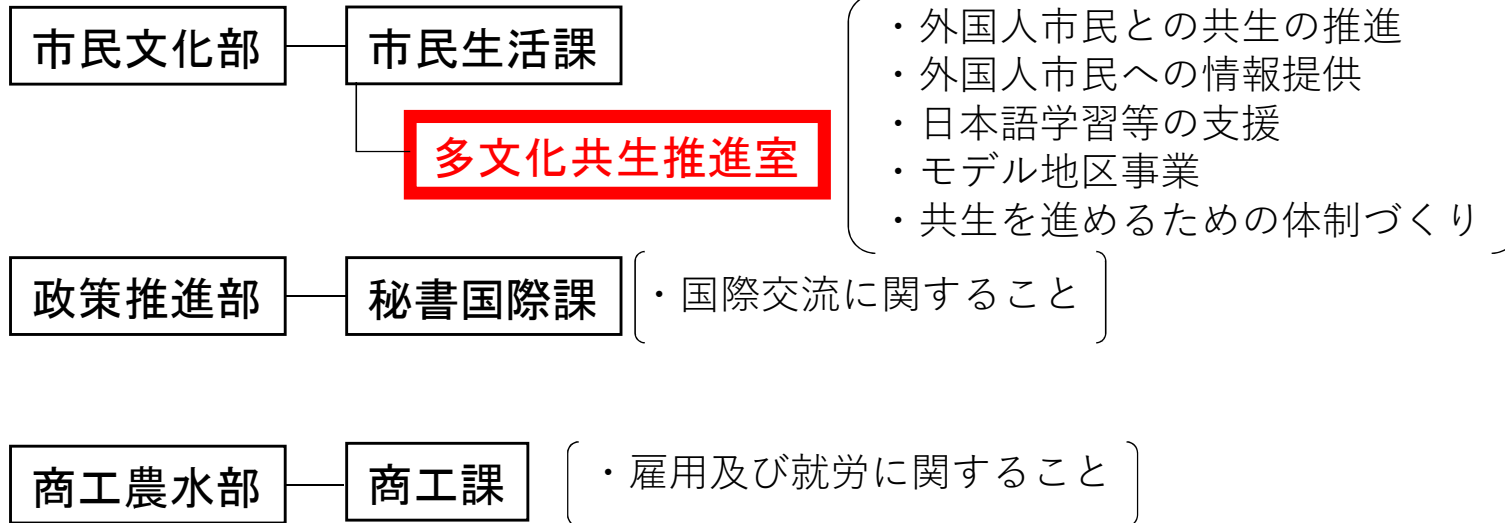 市民文化部
市民生活課
多文化共生推進室
・外国人市民との共生の推進
・外国人市民への情報提供
・日本語学習等の支援
・モデル地区事業
・共生を進めるための体制づくり
政策推進部
秘書国際課
・国際交流に関すること
商工農水部
商工課
・雇用及び就労に関すること